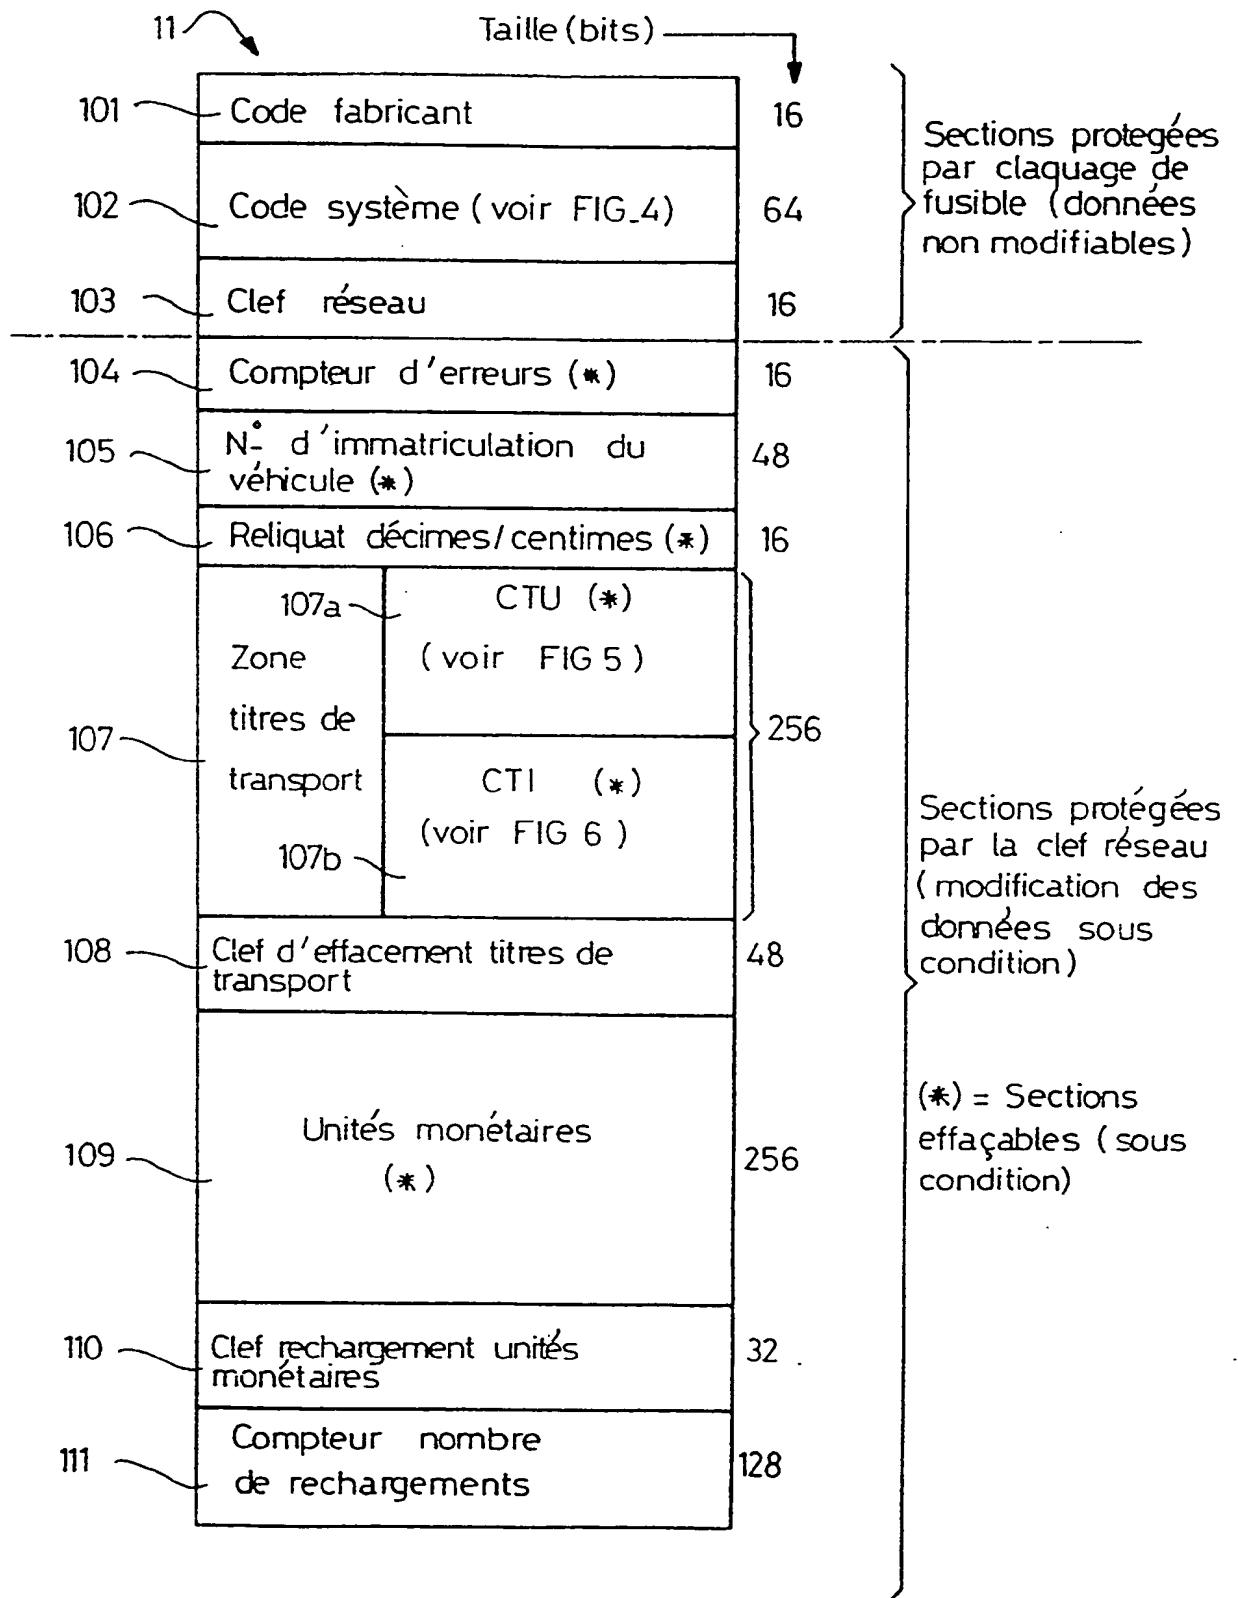 11
Taille (bits)
101
Code fabricant
16
102
Code système (voir FIG_4)
64
103
Clef réseau
16
Sections protegées
par claquage de
fusible (données
non modifiables)
104
Compteur d'erreurs (*)
16
105
N° d'immatriculation du
véhicule (*)
48
106
Reliquat décimes/centimes (*)
16
107
Zone
titres de
transport
107a
CTU (*)
(voir FIG 5)
107b
CTI (*)
(voir FIG 6)
256
108
Clef d'effacement titres de
transport
48
109
Unités monétaires
(*)
256
110
Clef rechargement unités
monétaires
32
111
Compteur nombre
de rechargements
128
Sections protégées
par la clef réseau
(modification des
données sous
condition)
(*) = Sections
effaçables (sous
condition)